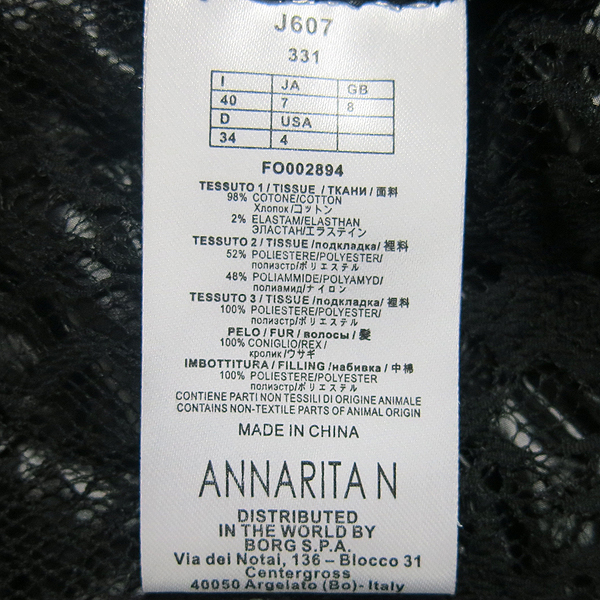 J607
331
I JA GB
40 7 8
D USA
34 4
FO002894
TESSUTO 1 / TISSUE / ТКАНИ / 面料
98% COTONE/COTTON
Хлопок/コットン
2% ELASTAM/ELASTHAN
ЭЛАСТАН/エラステイン
TESSUTO 2 / TISSUE /подкладка/ 裡料
52% POLIESTERE/POLYESTER/
полиэстр/ポリエステル
48% POLIAMMIDE/POLYAMYD/
полиамид/ナイロン
TESSUTO 3 / TISSUE /подкладка/ 裡料
100% POLIESTERE/POLYESTER/
полиэстр/ポリエステル
PELO / FUR / волосы / 髪
100% CONIGLIO/REX/
кролик/ウサギ
IMBOTTITURA / FILLING /набивка / 中棉
100% POLIESTERE/POLYESTER
полиэстр/ポリエステル
CONTIENE PARTI NON TESSILI DI ORIGINE ANIMALE
CONTAINS NON-TEXTILE PARTS OF ANIMAL ORIGIN
MADE IN CHINA
ANNARITA N
DISTRIBUTED
IN THE WORLD BY
BORG S.P.A.
Via dei Notai, 136 – Blocco 31
Centergross
40050 Argelato (Bo)- Italy